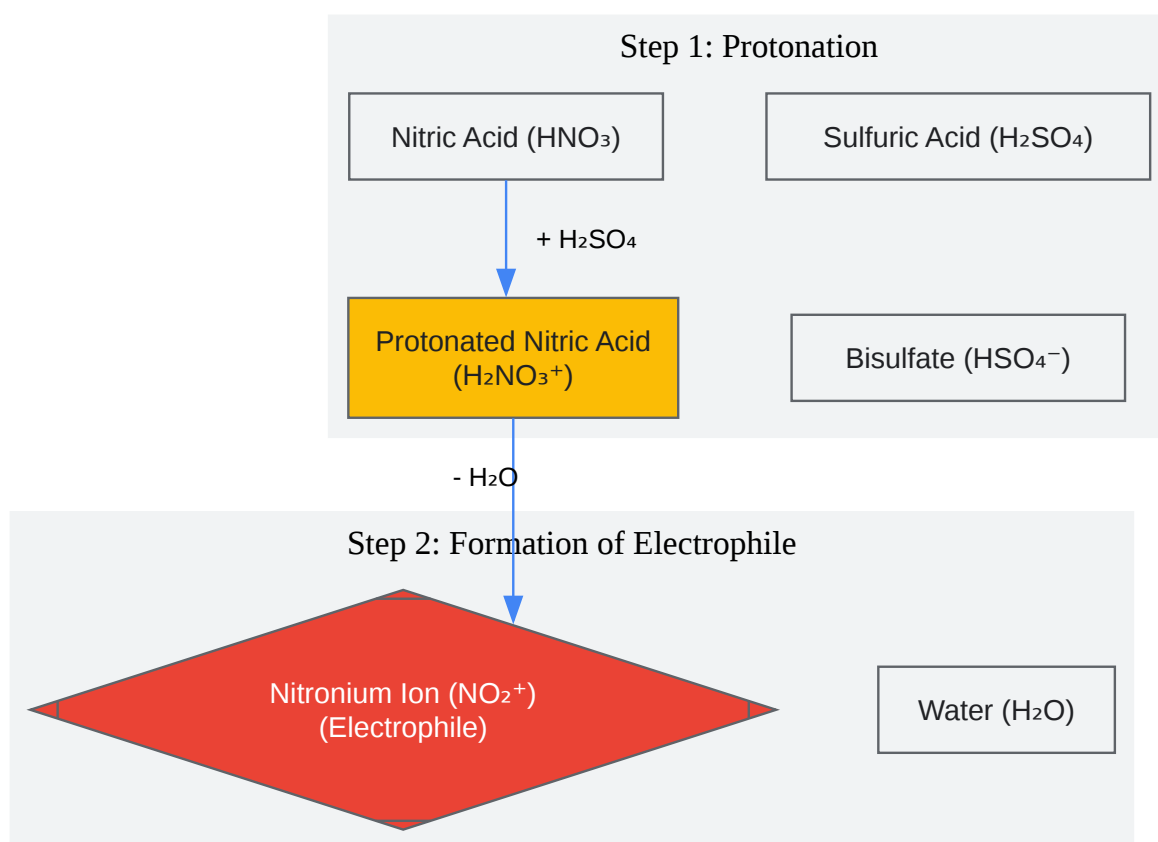 Step 1: Protonation
Nitric Acid (HNO₃)
Sulfuric Acid (H₂SO₄)
+ H₂SO₄
Protonated Nitric Acid
(H₂NO₃⁺)
Bisulfate (HSO₄⁻)
- H₂O
Step 2: Formation of Electrophile
Nitronium Ion (NO₂⁺)
(Electrophile)
Water (H₂O)